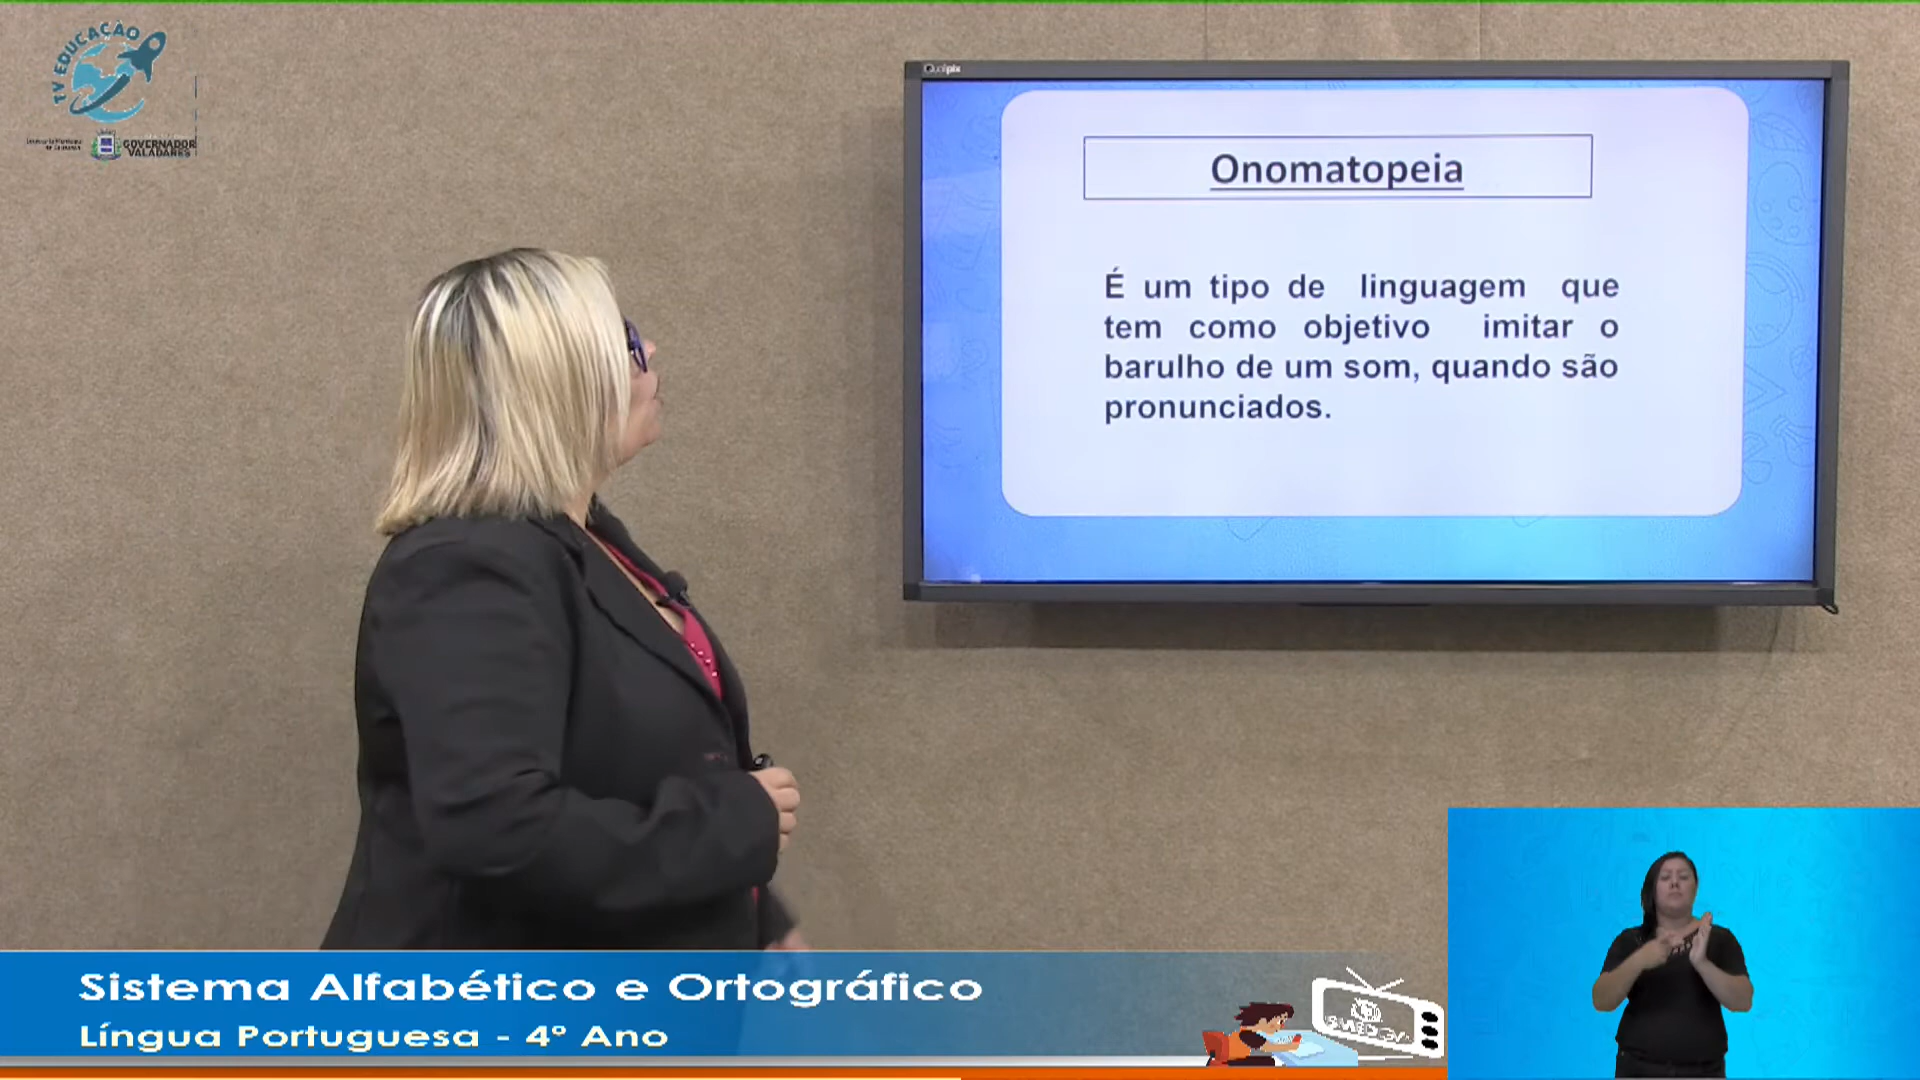 TV EDUCAÇÃO
GOVERNADOR
VALADARES
Qualpix
Onomatopeia
É um tipo de linguagem que
tem como objetivo imitar o
barulho de um som, quando são
pronunciados.
Sistema Alfabético e Ortográfico
Língua Portuguesa - 4º Ano